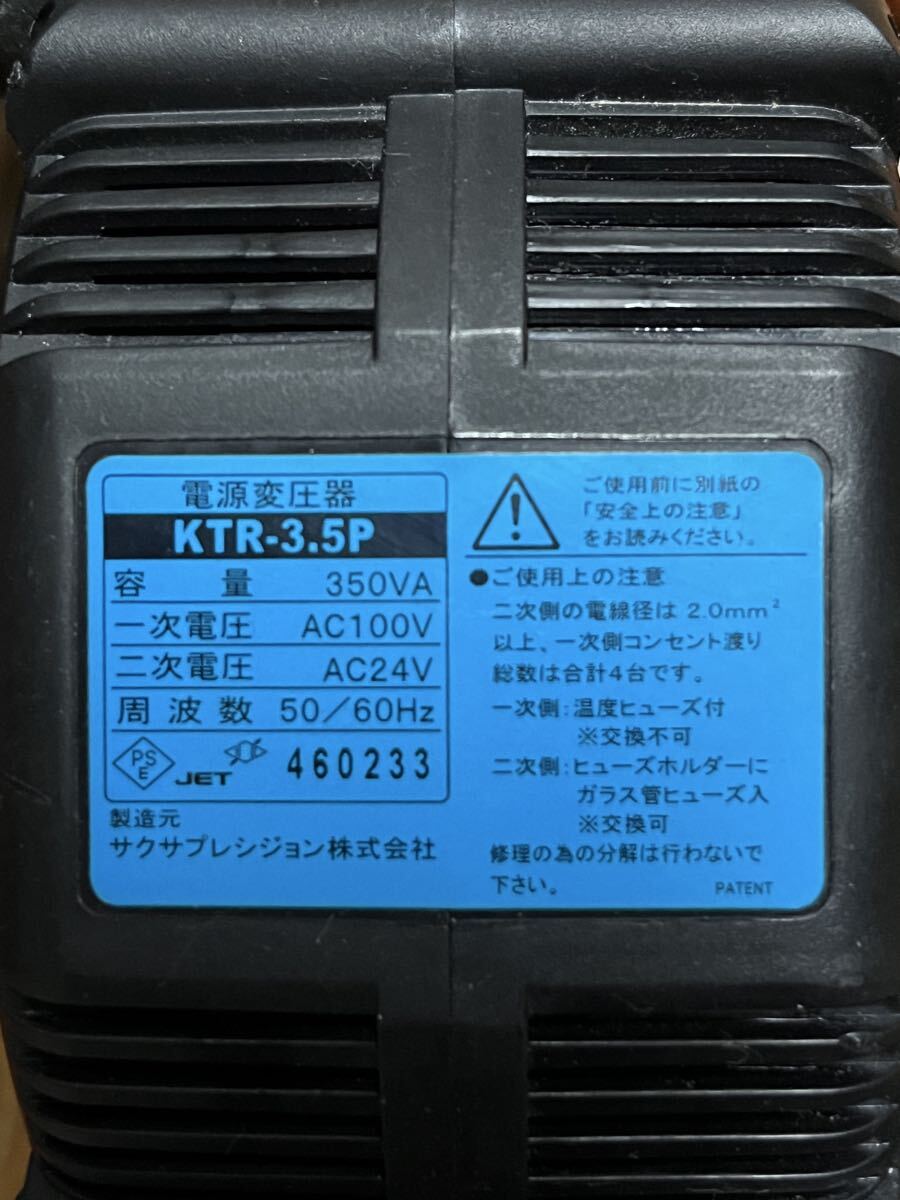 電源変圧器
KTR-3.5P
容量 350VA
一次電圧 AC100V
二次電圧 AC24V
周波数 50/60Hz
PS
E
JET
460233
製造元
サクサプレシジョン株式会社
ご使用前に別紙の
「安全上の注意」
をお読みください。
●ご使用上の注意
二次側の電線径は 2.0mm²
以上、一次側コンセント渡り
総数は合計4台です。
一次側:温度ヒューズ付
※交換不可
二次側:ヒューズホルダーに
ガラス管ヒューズ入
※交換可
修理の為の分解は行わないで
下さい。
PATENT